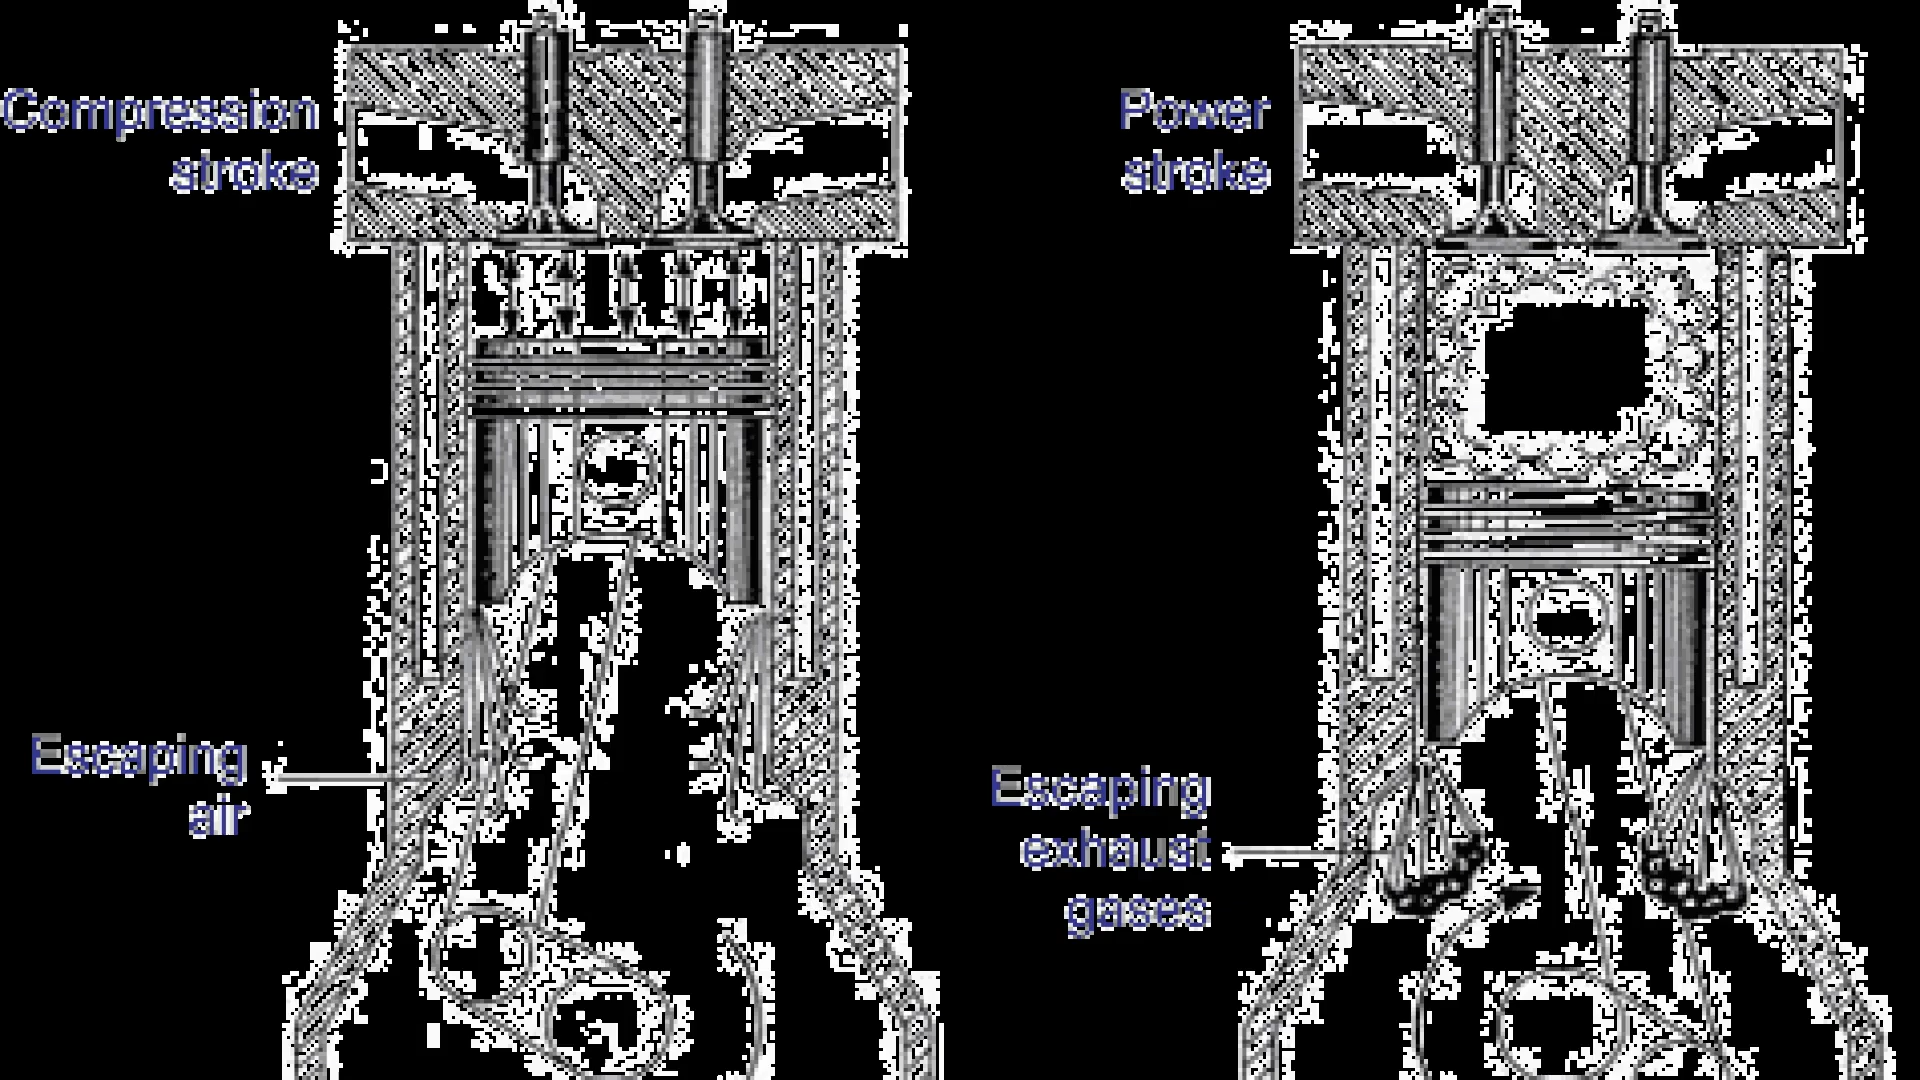 Compression
stroke
Power
stroke
Escaping
air
Escaping
exhaust
gases